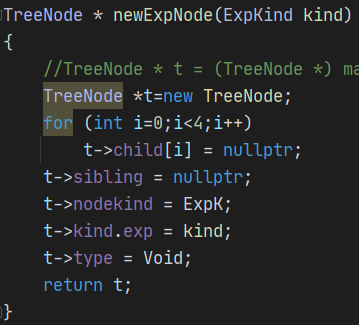 TreeNode * newExpNode(ExpKind kind)
{
//TreeNode * t = (TreeNode *)
TreeNode *t=new TreeNode;
for (int i=0;i<4;i++)
t->child[i] = nullptr;
t->sibling = nullptr;
t->nodekind = ExpK;
t->kind.exp = kind;
t->type = Void;
return t;
}